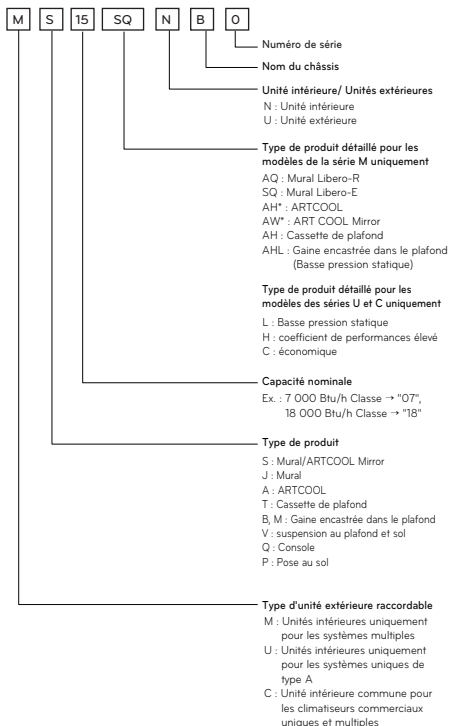 M S 15 SQ N B 0
Numéro de série
Nom du châssis
Unité intérieure/ Unités extérieures
N : Unité intérieure
U : Unité extérieure
Type de produit détaillé pour les
modèles de la série M uniquement
AQ : Mural Libero-R
SQ : Mural Libero-E
AH* : ARTCOOL
AW* : ART COOL Mirror
AH : Cassette de plafond
AHL : Gaine encastrée dans le plafond
(Basse pression statique)
Type de produit détaillé pour les
modèles des séries U et C uniquement
L : Basse pression statique
H : coefficient de performances élevé
C : économique
Capacité nominale
Ex. : 7 000 Btu/h Classe → "07",
18 000 Btu/h Classe → "18"
Type de produit
S : Mural/ARTCOOL Mirror
J : Mural
A : ARTCOOL
T : Cassette de plafond
B, M : Gaine encastrée dans le plafond
V : suspension au plafond et sol
Q : Console
P : Pose au sol
Type d'unité extérieure raccordable
M : Unités intérieures uniquement
pour les systèmes multiples
U : Unités intérieures uniquement
pour les systèmes uniques de
type A
C : Unité intérieure commune pour
les climatiseurs commerciaux
uniques et multiples